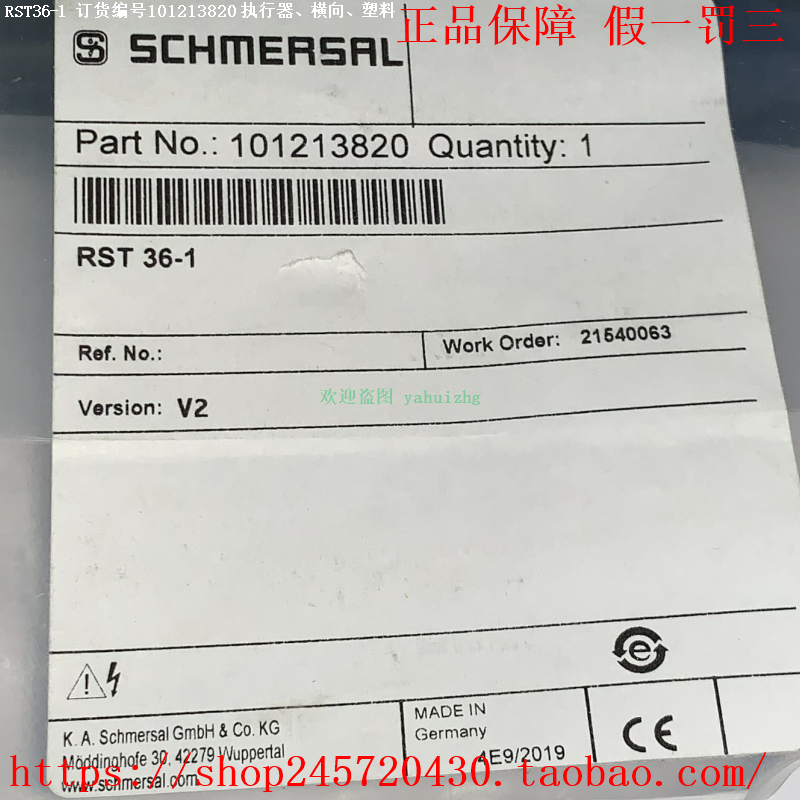 RST36-1 订货编号101213820执行器、横向、塑料
正品保障 假一罚三
SCHMERSAL
Part No.: 101213820 Quantity: 1
RST 36-1
Ref. No.:
Work Order: 21540063
欢迎盗图 yahuizhg
Version: V2
K. A. Schmersal GmbH & Co. KG
Möddinghofe 30, 42279 Wuppertal
www.schmersal.com
MADE IN
Germany
4E9/2019
CE
https://shop245720430.taobao.com